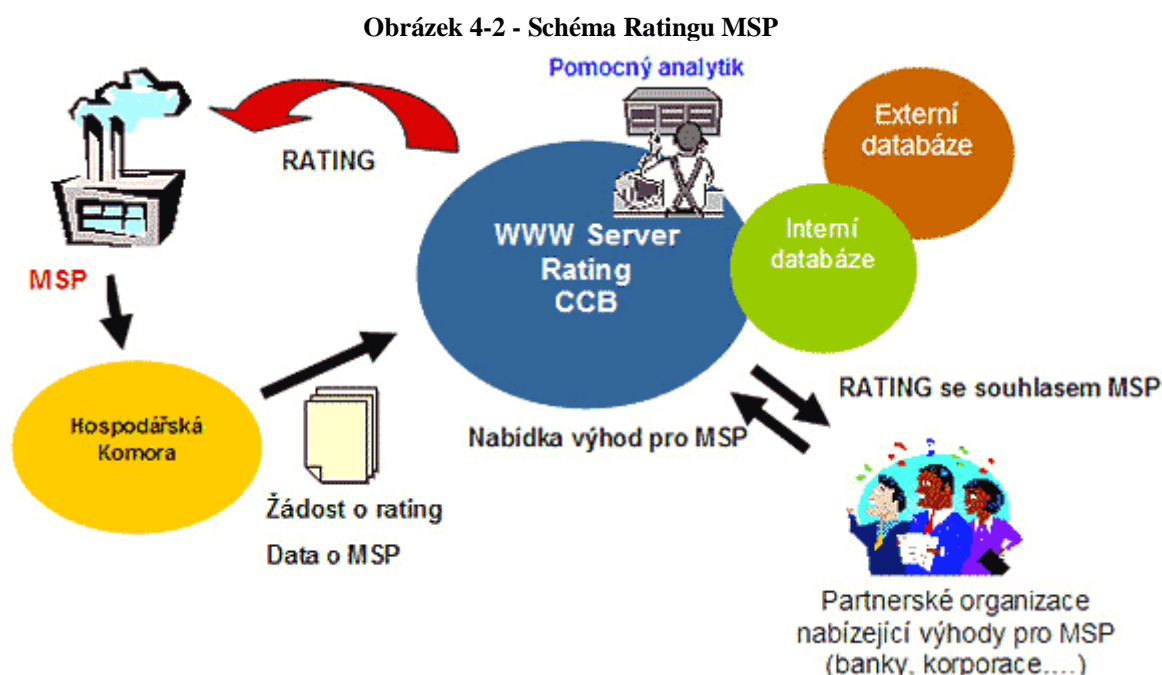 Obrázek 4-2 - Schéma Ratingu MSP
Pomocný analytik
Externí
databáze
RATING
WWW Server
Rating
CCB
Interní
databáze
MSP
RATING se souhlasem MSP
Hospodářská
Komora
Nabídka výhod pro MSP
Žádost o rating
Data o MSP
Partnerské organizace
nabízející výhody pro MSP
(banky, korporace....)